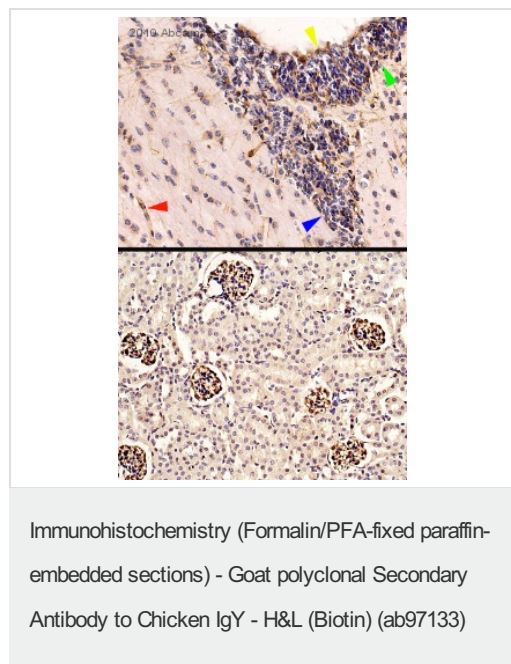 2010 Abcam
Immunohistochemistry (Formalin/PFA-fixed paraffin-
embedded sections) - Goat polyclonal Secondary
Antibody to Chicken IgY - H&L (Biotin) (ab97133)